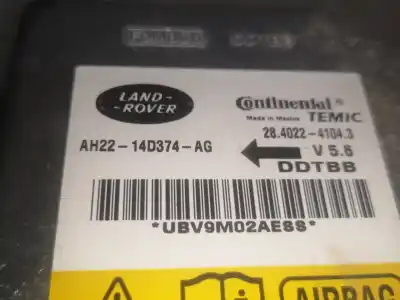 LAND-
-ROVER
Continental®
Made in Mexico TEMIC
28.4022-4104.3
AH22-14D374-AG
V 5.6
DDTBB
*UBV9M02AESS*
AIRBAG